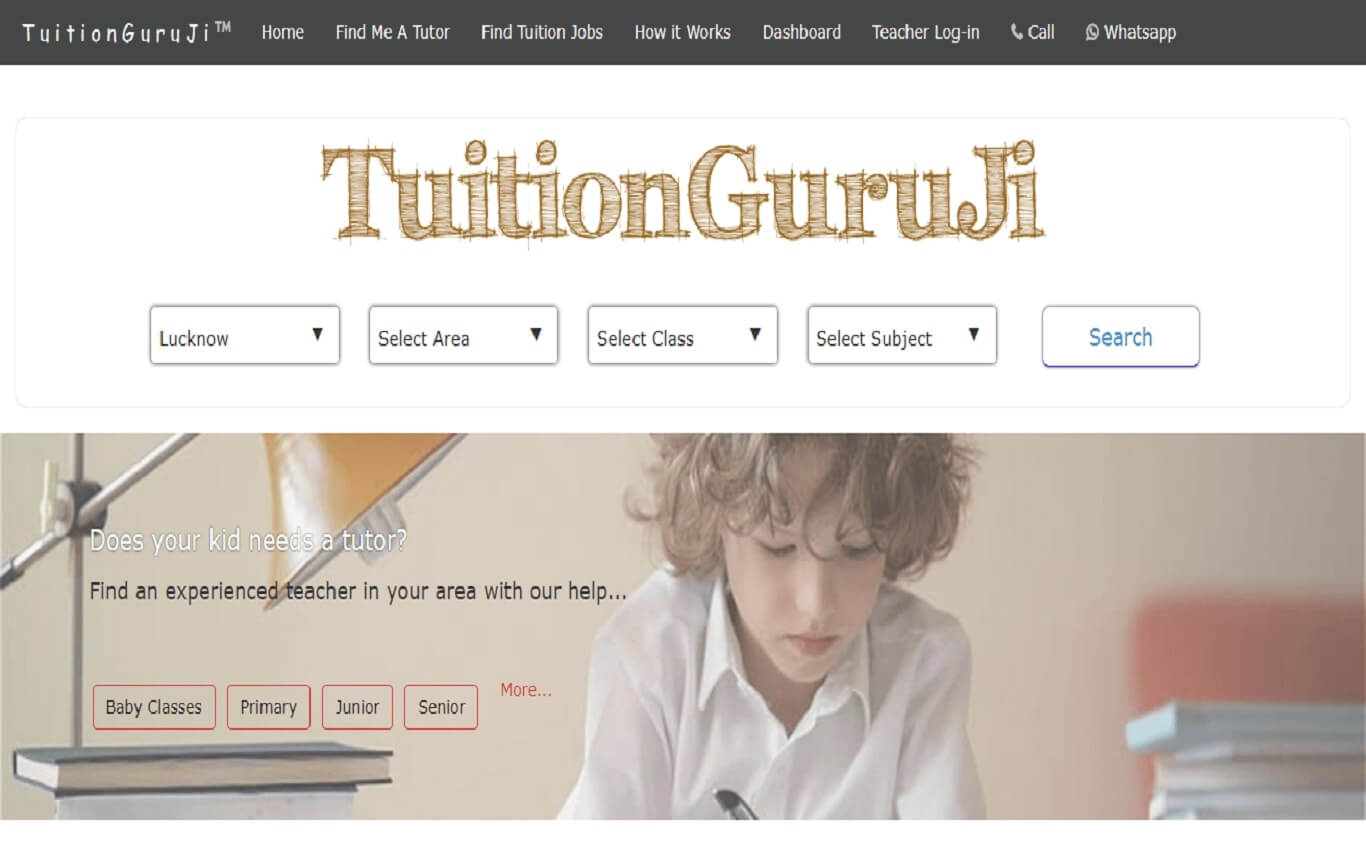 TuitionGuruJi™ Home Find Me A Tutor Find Tuition Jobs How it Works Dashboard Teacher Log-in Call Whatsapp
TuitionGuruJi
Lucknow ▼ Select Area ▼ Select Class ▼ Select Subject ▼ Search
Does your kid needs a tutor?
Find an experienced teacher in your area with our help...
More...
Baby Classes Primary Junior Senior